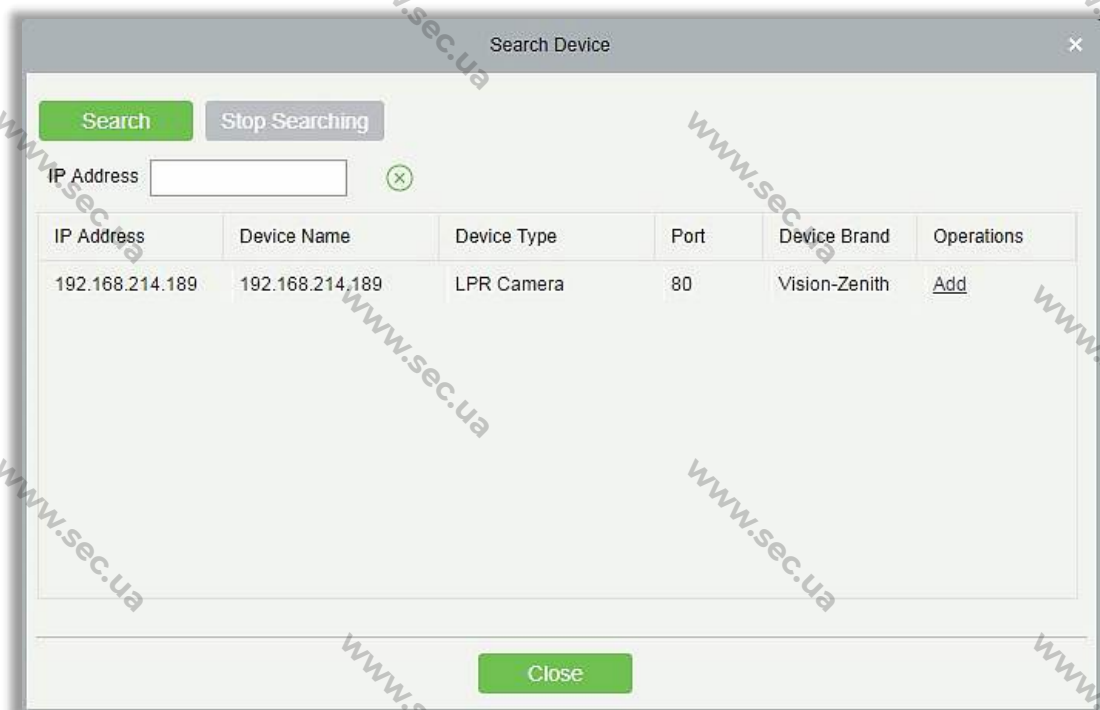 Search Device
Search Stop Searching
IP Address
IP Address Device Name Device Type Port Device Brand Operations
192.168.214.189 192.168.214.189 LPR Camera 80 Vision-Zenith Add
Close
www.sec.ua
www.sec.ua
www.sec.ua
www.sec.ua
www.sec.ua
www.sec.ua